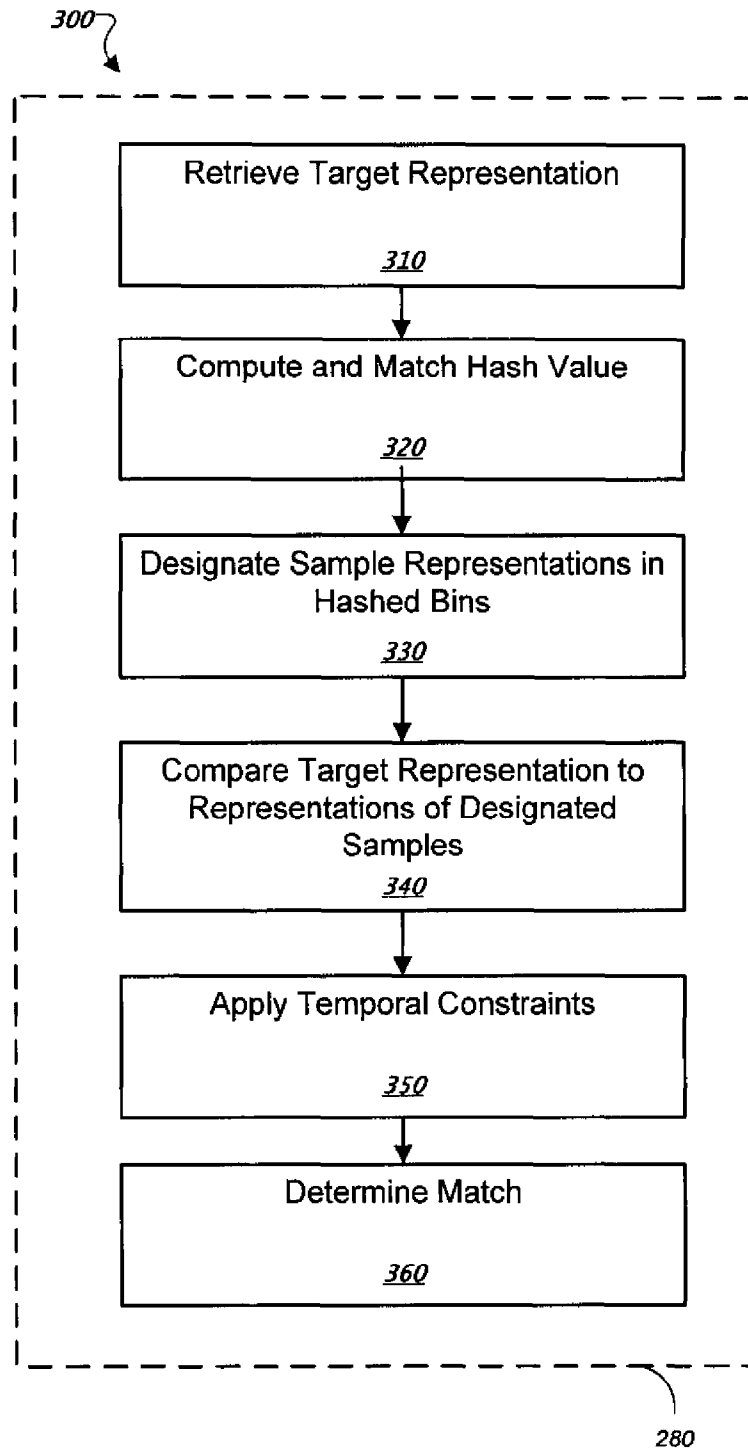 300
Retrieve Target Representation
310
Compute and Match Hash Value
320
Designate Sample Representations in
Hashed Bins
330
Compare Target Representation to
Representations of Designated
Samples
340
Apply Temporal Constraints
350
Determine Match
360
280